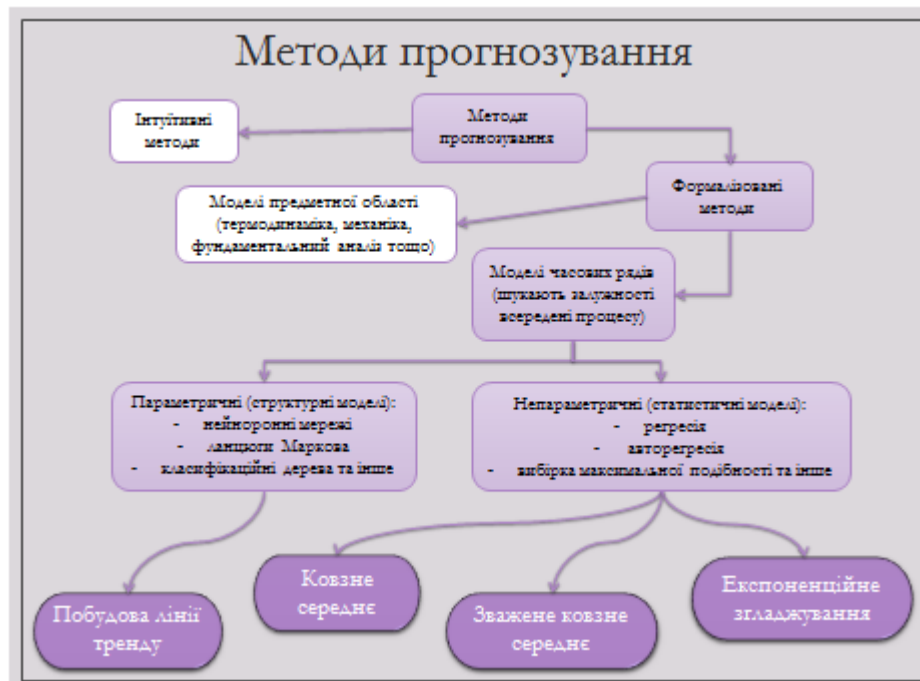 Методи прогнозування
Інтуїтивні
методи
Методи
прогнозування
Формалізовані
методи
Моделі предметної області
(термодинаміка, механіка,
фундаментальний аналіз тощо)
Моделі часових рядів
(шукають залужності
всередені процесу)
Параметричні (структурні моделі):
- нейноронні мережі
- ланцюги Маркова
- класифікаційні дерева та інше
Непараметричні (статистичні моделі):
- регресія
- авторегресія
- вибірка максимальної подібності та інше
Побудова лінії
тренду
Ковзне
середнє
Зважене ковзне
середнє
Експоненційне
згладжування